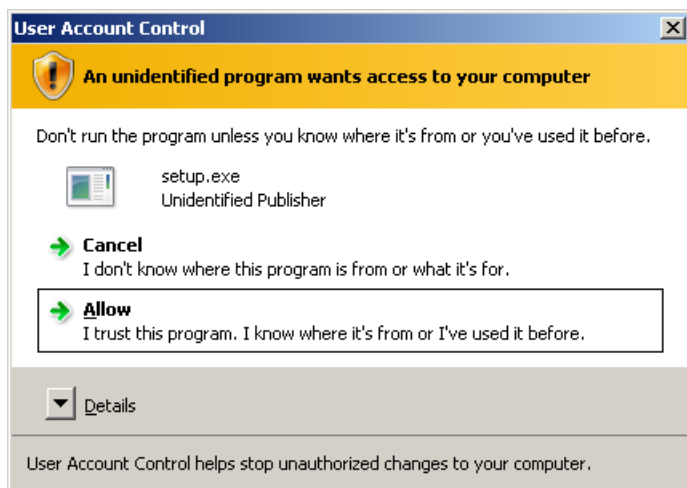 User Account Control
An unidentified program wants access to your computer
Don't run the program unless you know where it's from or you've used it before.
setup.exe
Unidentified Publisher
Cancel
I don't know where this program is from or what it's for.
Allow
I trust this program. I know where it's from or I've used it before.
Details
User Account Control helps stop unauthorized changes to your computer.